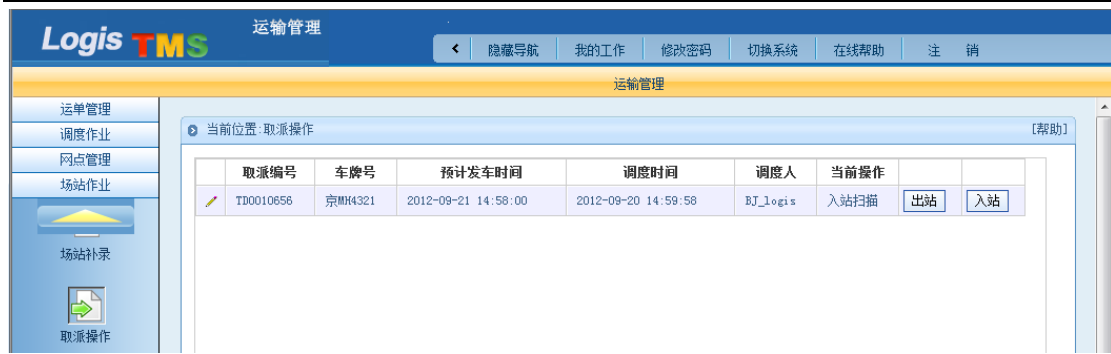 Logis TMS
运输管理
隐藏导航 我的工作 修改密码 切换系统 在线帮助 注 销
运输管理
运单管理
调度作业
网点管理
场站作业
场站补录
取派操作
当前位置:取派操作 [帮助]
取派编号 车牌号 预计发车时间 调度时间 调度人 当前操作
TD0010656 京MH4321 2012-09-21 14:58:00 2012-09-20 14:59:58 BJ_logis 入站扫描 出站 入站